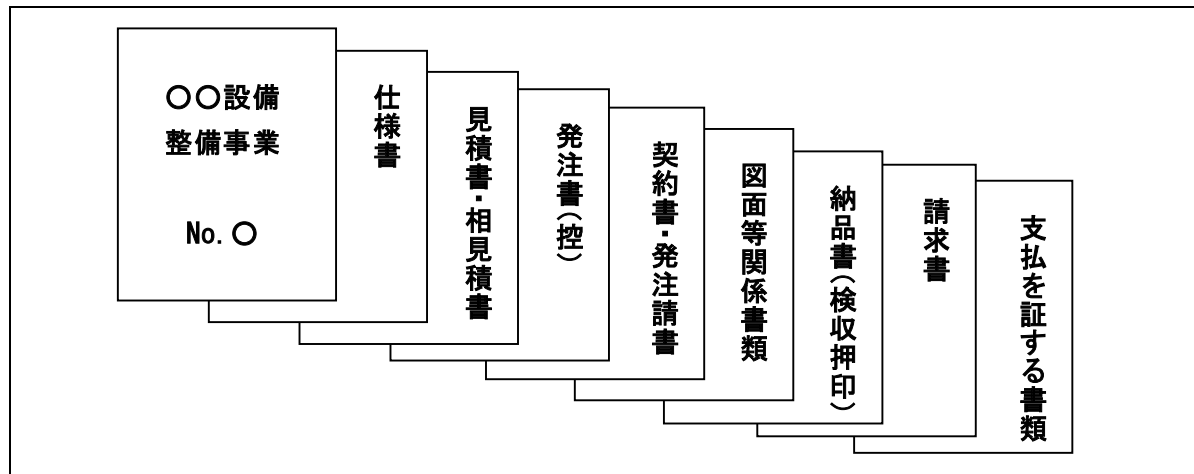 〇〇設備
整備事業
No. 〇
仕様書
見積書・相見積書
発注書(控)
契約書・発注請書
図面等関係書類
納品書(検収押印)
請求書
支払を証する書類